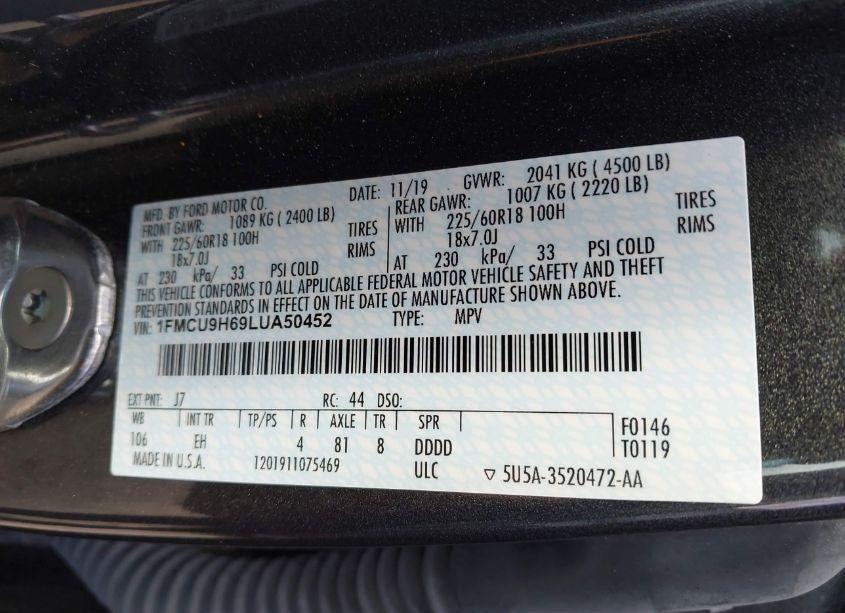 MFD. BY FORD MOTOR CO. DATE: 11/19 GVWR: 2041 KG ( 4500 LB)
FRONT GAWR: 1089 KG ( 2400 LB) REAR GAWR: 1007 KG ( 2220 LB)
WITH 225/60R18 100H TIRES WITH 225/60R18 100H TIRES
18x7.0J RIMS 18x7.0J RIMS
AT 230 kPa/ 33 PSI COLD AT 230 kPa/ 33 PSI COLD
THIS VEHICLE CONFORMS TO ALL APPLICABLE FEDERAL MOTOR VEHICLE SAFETY AND THEFT
PREVENTION STANDARDS IN EFFECT ON THE DATE OF MANUFACTURE SHOWN ABOVE.
VIN: 1FMCU9H69LUA50452 TYPE: MPV
EXT PNT: J7 RC: 44 DSO:
WB INT TR TP/PS R AXLE TR SPR F0146
106 EH 4 81 8 DDDD T0119
MADE IN U.S.A. 1201911075469 ULC ▽ 5U5A-3520472-AA